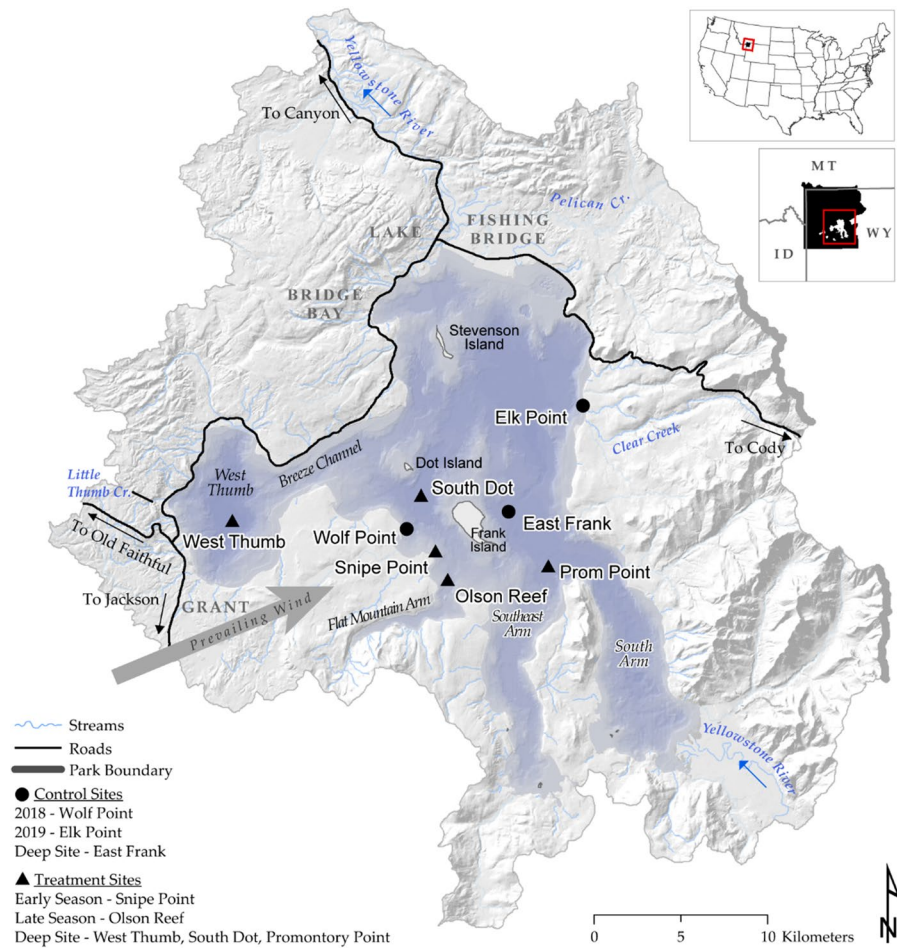 Yellowstone River
To Canyon
MT
ID
WY
Pelican Cr.
LAKE
FISHING
BRIDGE
BRIDGE
BAY
Stevenson
Island
Elk Point
Clear Creek
To Cody
Breeze Channel
Dot Island
West
Thumb
Little
Thumb Cr.
South Dot
West Thumb
Wolf Point
East Frank
Frank
Island
To Old Faithful
Snipe Point
Prom Point
Olson Reef
To Jackson
GRANT
Prevailing Wind
Flat Mountain Arm
Southeast
Arm
South
Arm
Yellowstone River
Streams
Roads
Park Boundary
Control Sites
2018 - Wolf Point
2019 - Elk Point
Deep Site - East Frank
Treatment Sites
Early Season - Snipe Point
Late Season - Olson Reef
Deep Site - West Thumb, South Dot, Promontory Point
0 5 10 Kilometers
N